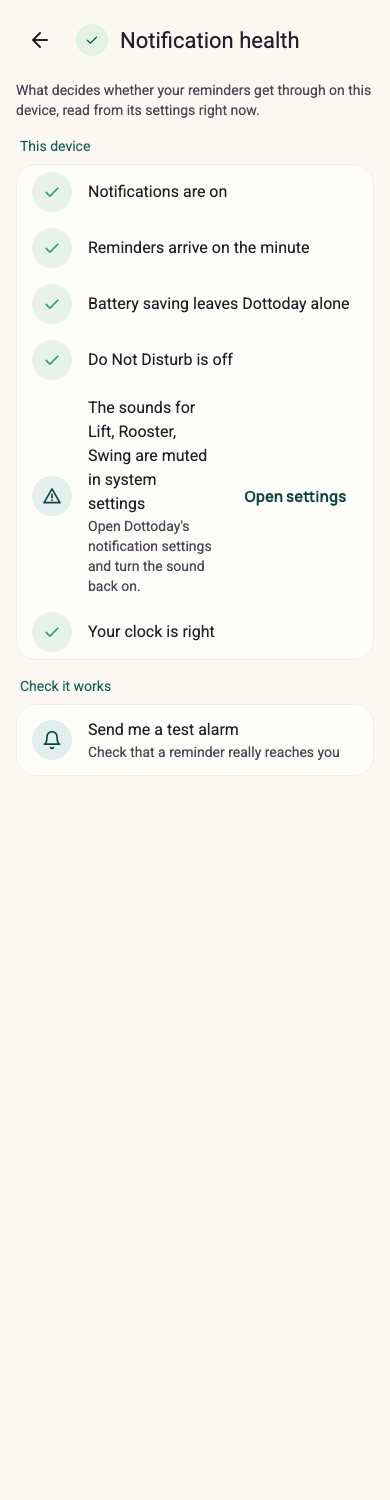 Notification health
What decides whether your reminders get through on this
device, read from its settings right now.
This device
Notifications are on
Reminders arrive on the minute
Battery saving leaves Dottoday alone
Do Not Disturb is off
The sounds for
Lift, Rooster,
Swing are muted
in system
settings
Open Dottoday's
notification settings
and turn the sound
back on.
Open settings
Your clock is right
Check it works
Send me a test alarm
Check that a reminder really reaches you